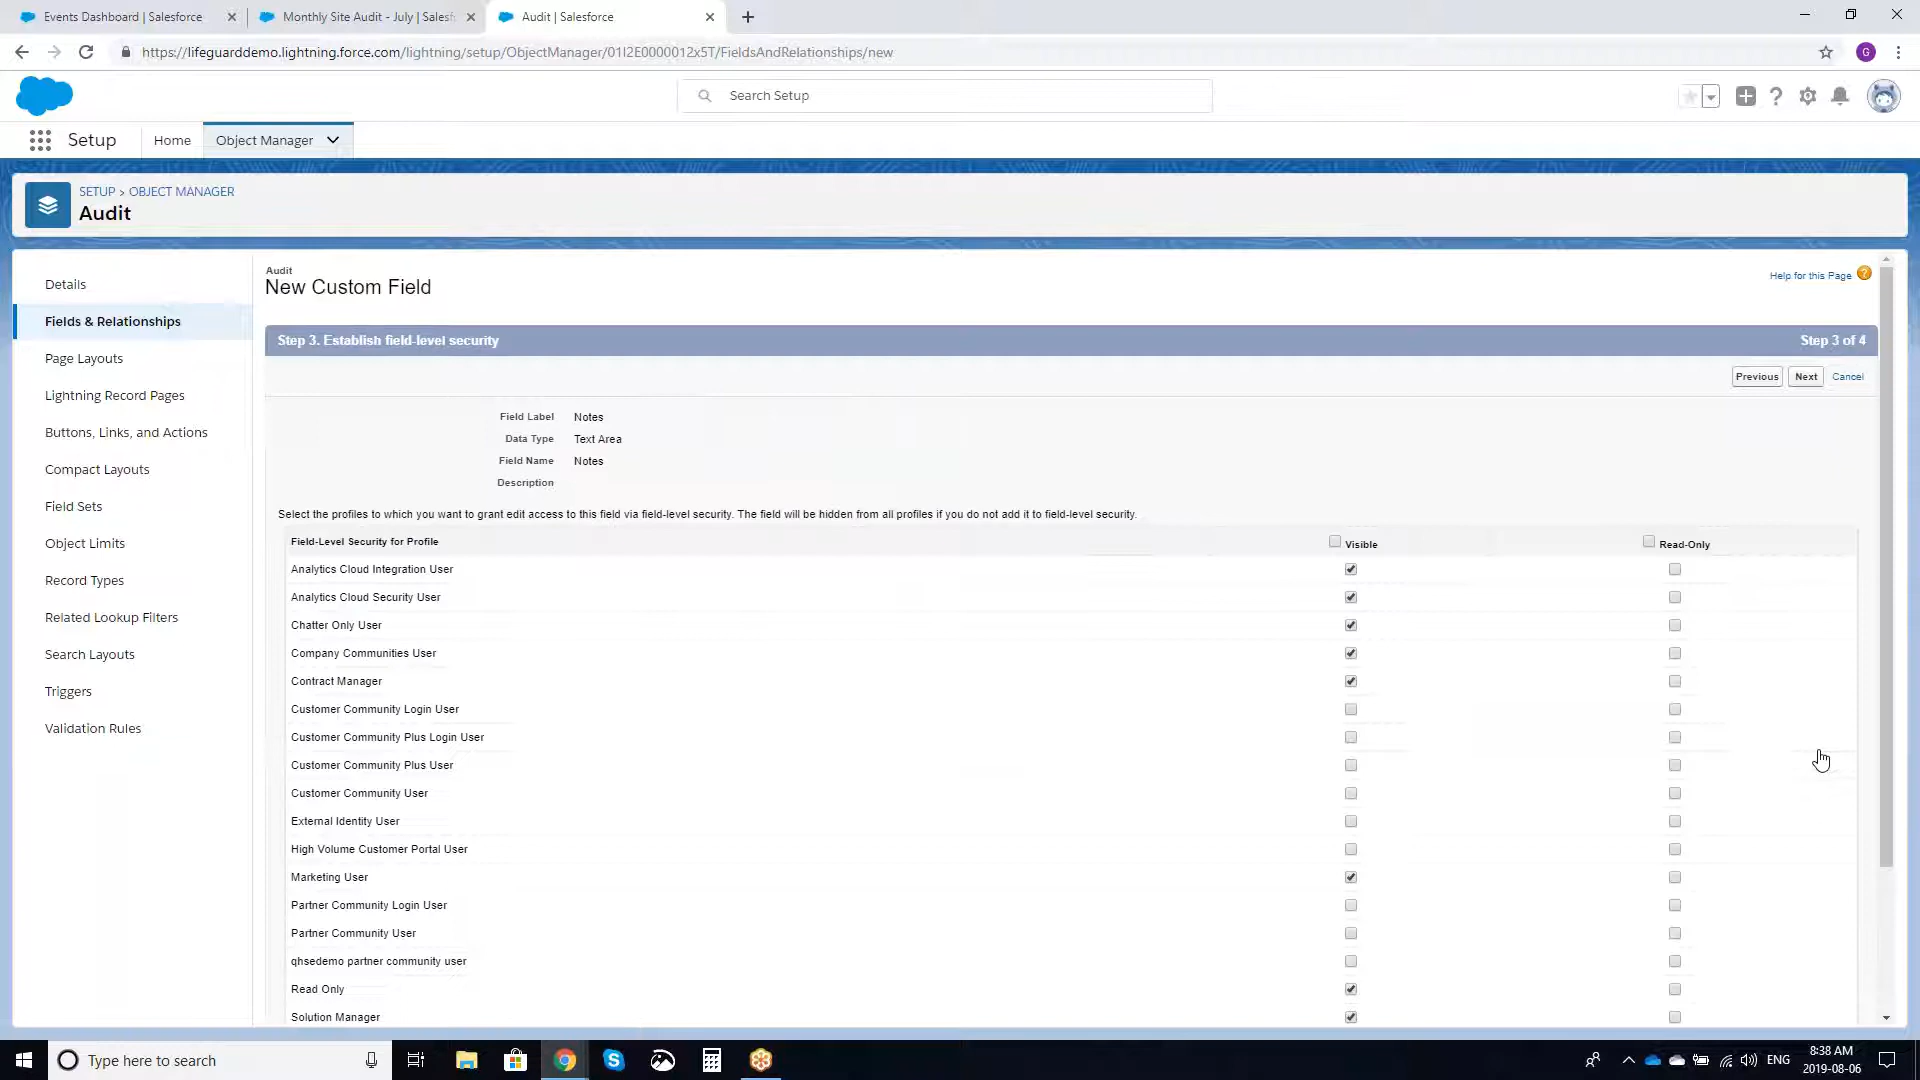 Events Dashboard | Salesforce
Monthly Site Audit - July | Salesf
Audit | Salesforce
https://lifeguarddemo.lightning.force.com/lightning/setup/ObjectManager/01I2E0000012x5T/FieldsAndRelationships/new
G
Search Setup
Setup
Home
Object Manager
SETUP > OBJECT MANAGER
Audit
Details
Fields & Relationships
Page Layouts
Lightning Record Pages
Buttons, Links, and Actions
Compact Layouts
Field Sets
Object Limits
Record Types
Related Lookup Filters
Search Layouts
Triggers
Validation Rules
Audit
New Custom Field
Help for this Page
Step 3. Establish field-level security
Step 3 of 4
Previous
Next
Cancel
Field Label Notes
Data Type Text Area
Field Name Notes
Description
Select the profiles to which you want to grant edit access to this field via field-level security. The field will be hidden from all profiles if you do not add it to field-level security.
Field-Level Security for Profile Visible Read-Only
Analytics Cloud Integration User
Analytics Cloud Security User
Chatter Only User
Company Communities User
Contract Manager
Customer Community Login User
Customer Community Plus Login User
Customer Community Plus User
Customer Community User
External Identity User
High Volume Customer Portal User
Marketing User
Partner Community Login User
Partner Community User
qhsedemo partner community user
Read Only
Solution Manager
Type here to search
ENG
8:38 AM
2019-08-06